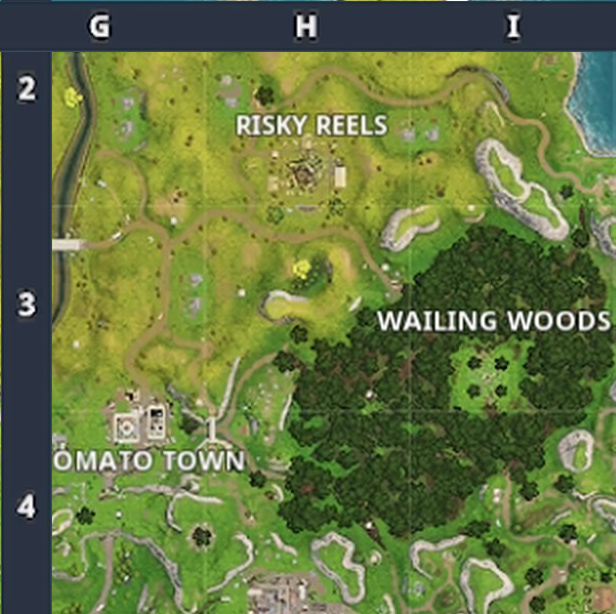 G H I
2
RISKY REELS
3
WAILING WOODS
OMATO TOWN
4